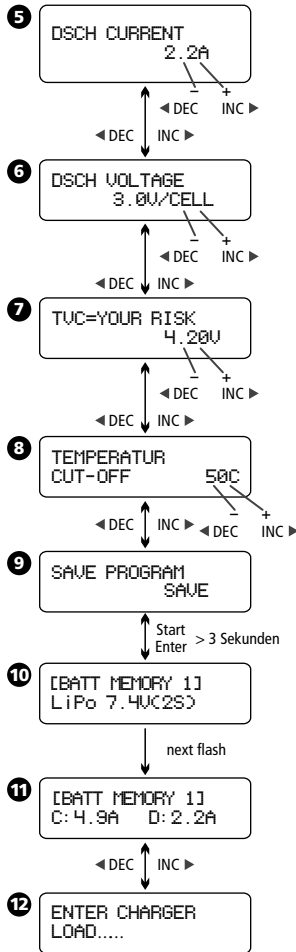 5
DSCH CURRENT
2.2A
− +
◄ DEC INC ►
◄ DEC INC ►
6
DSCH VOLTAGE
3.0V/CELL
− +
◄ DEC INC ►
◄ DEC INC ►
7
TVC=YOUR RISK
4.20V
− +
◄ DEC INC ►
◄ DEC INC ►
8
TEMPERATUR
CUT-OFF 50C
− +
◄ DEC INC ►
◄ DEC INC ►
9
SAVE PROGRAM
SAVE
Start
Enter > 3 Sekunden
10
[BATT MEMORY 1]
LiPo 7.4V(2S)
next flash
11
[BATT MEMORY 1]
C:4.9A D:2.2A
◄ DEC INC ►
12
ENTER CHARGER
LOAD.....